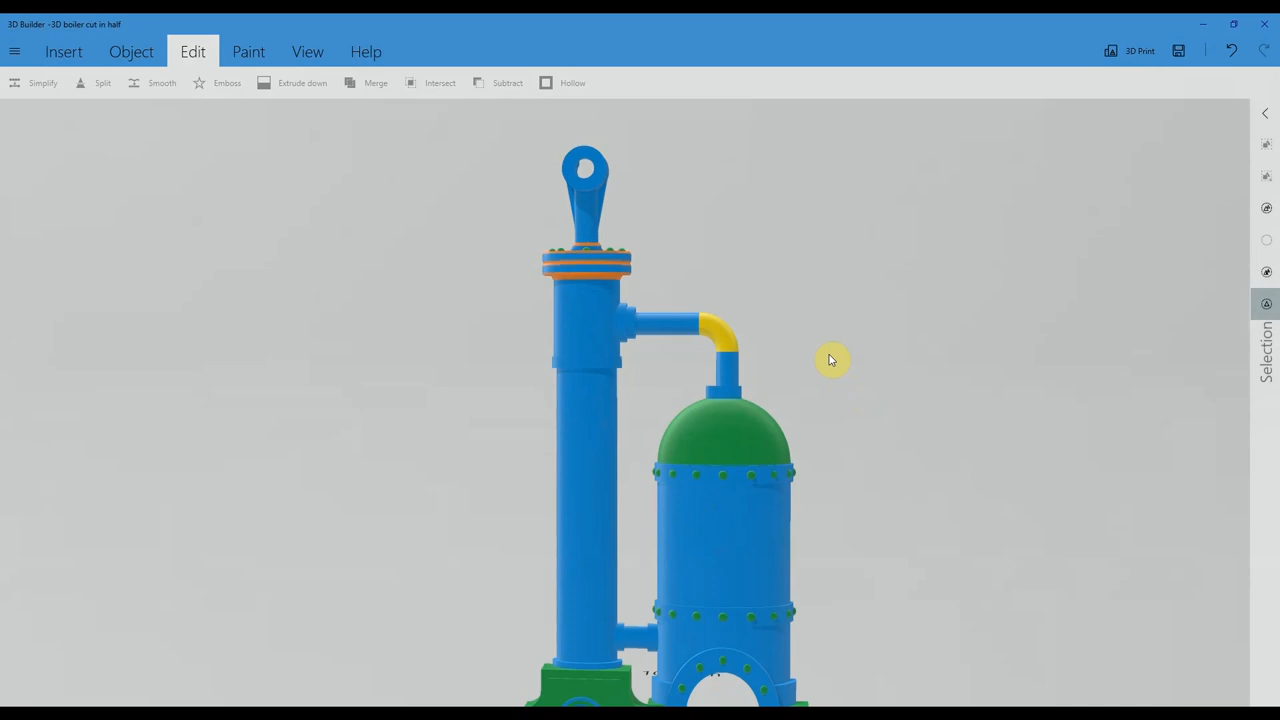 3D Builder -3D boiler cut in half
Insert Object Edit Paint View Help 3D Print
Simplify Split Smooth Emboss Extrude down Merge Intersect Subtract Hollow
Selection